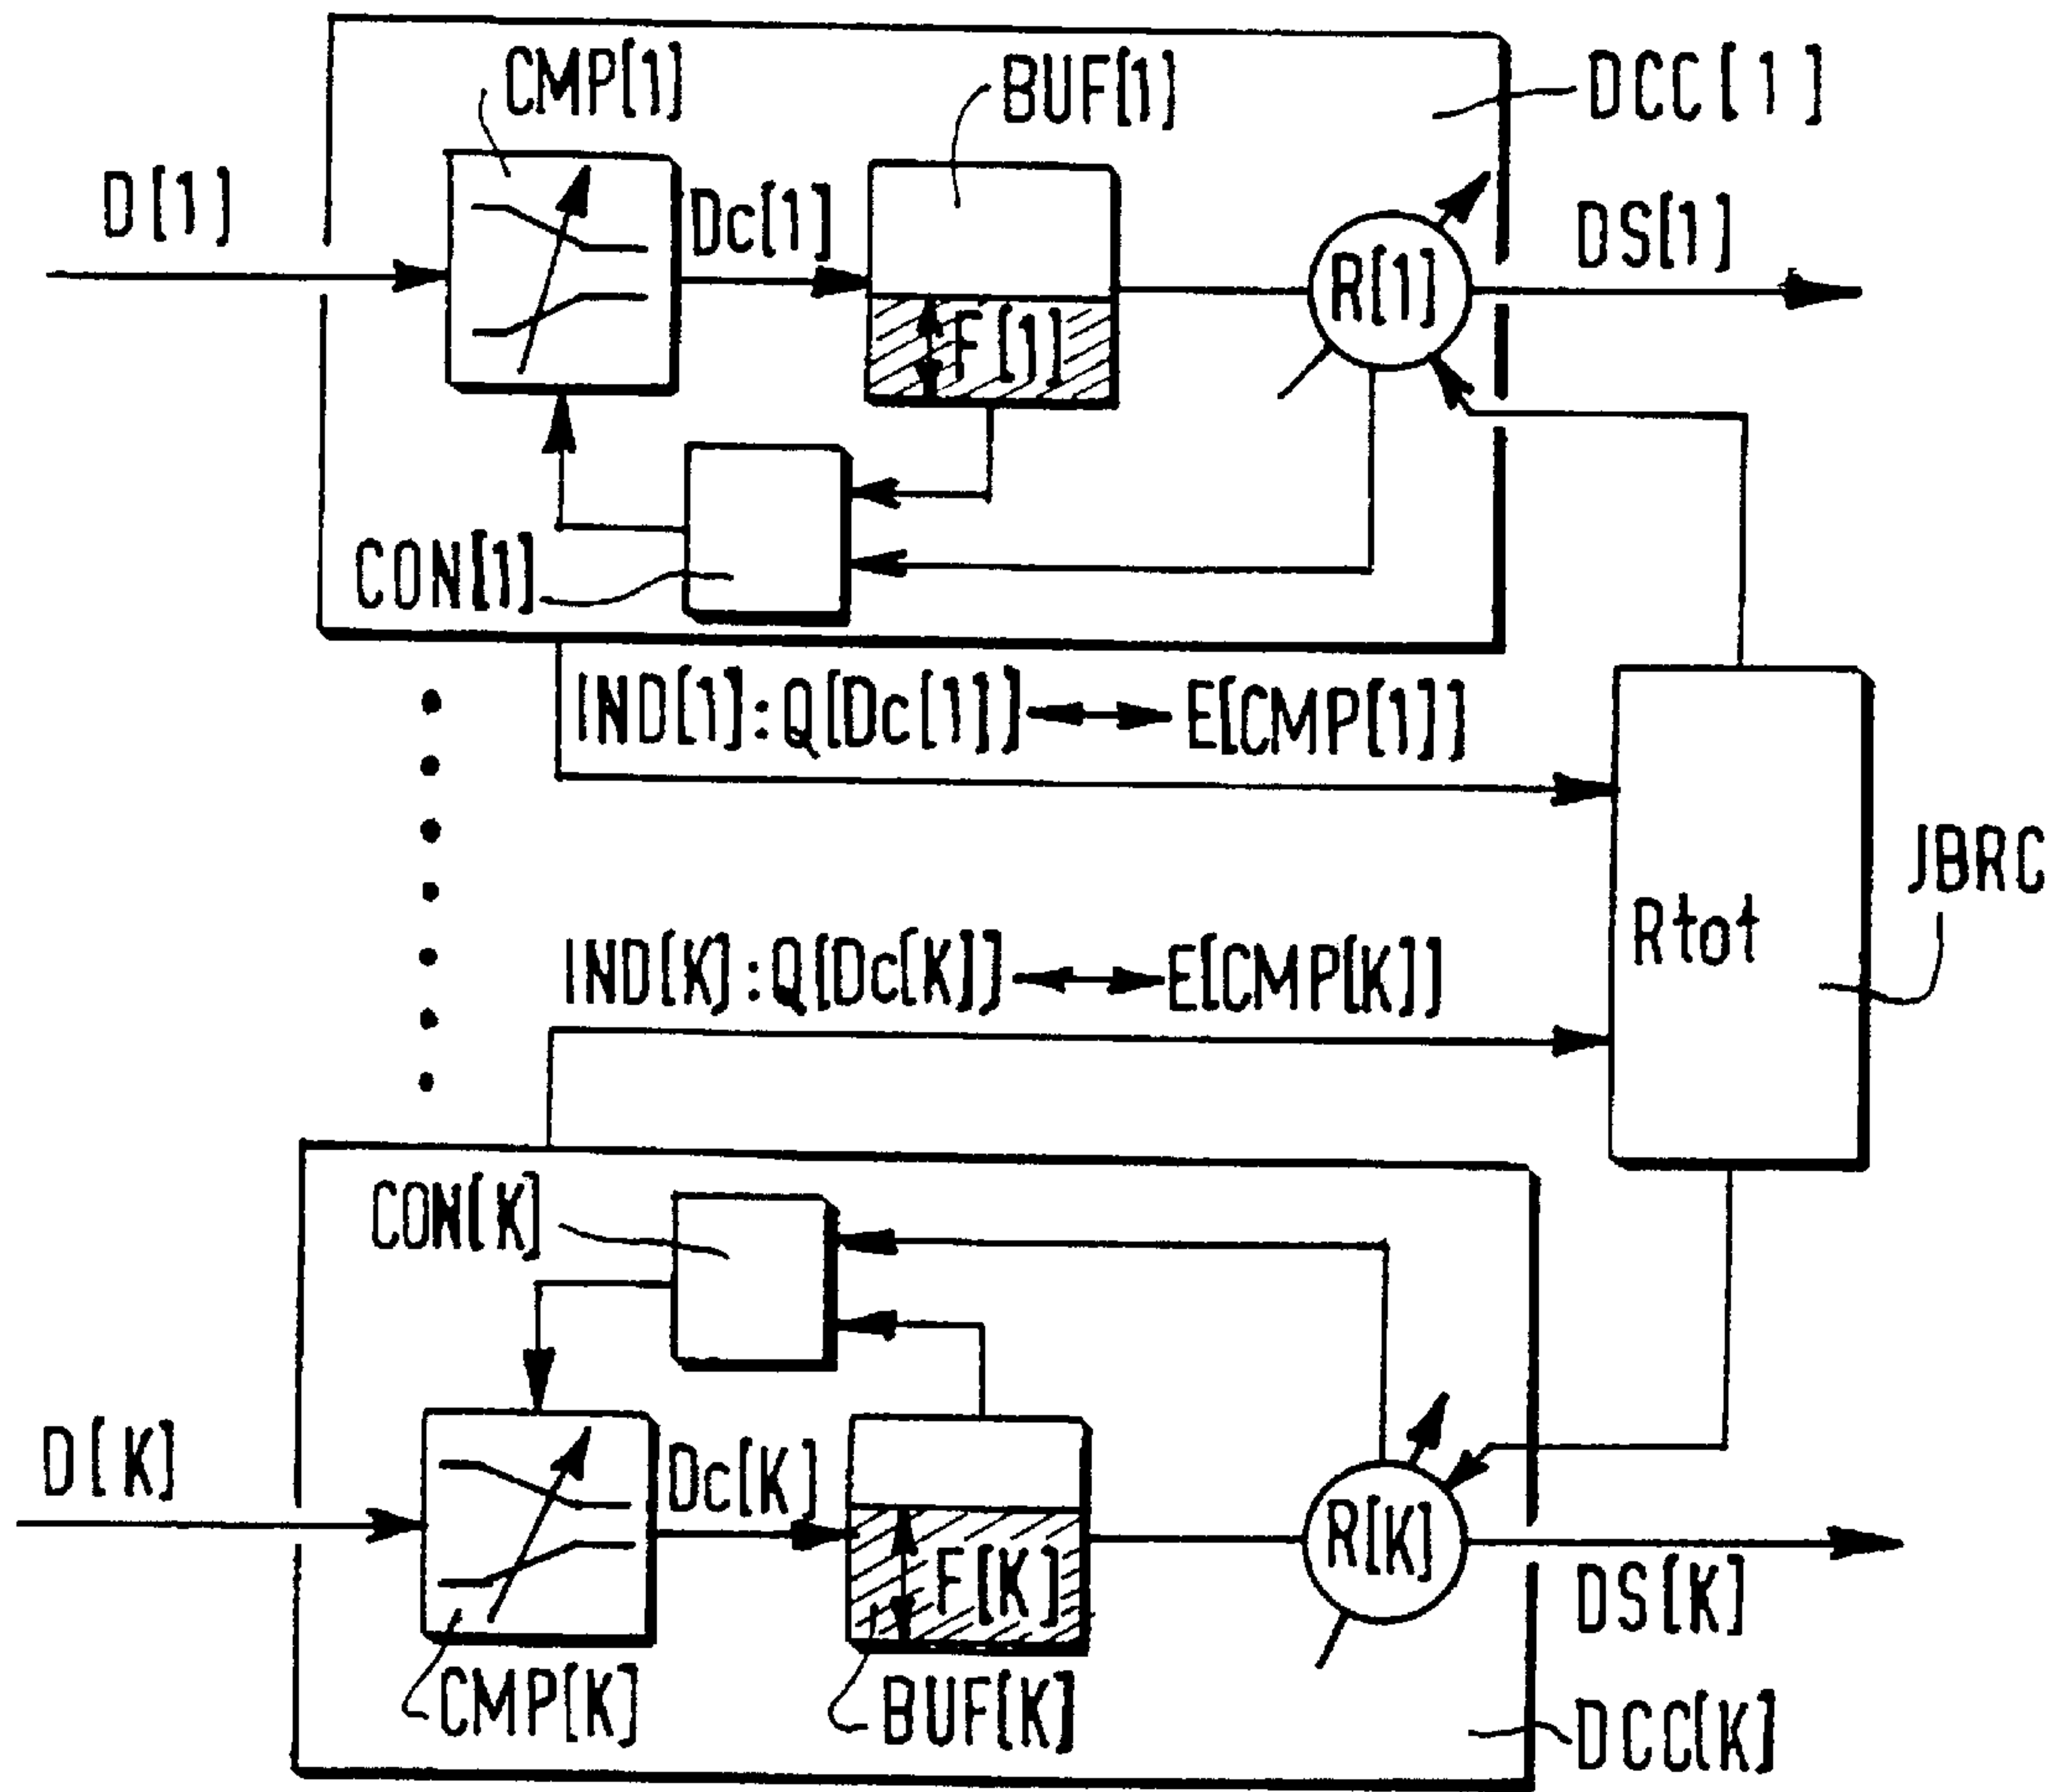 CMP[1]
BUF[1]
DCC[1]
D[1]
Dc[1]
DS[1]
R[1]
F[1]
CON[1]
IND[1]:Q[Dc[1]] E[CMP[1]]
JBRC
Rtot
IND[K]:Q[Dc[K]] E[CMP[K]]
CON[K]
D[K]
Dc[K]
R[K]
F[K]
DS[K]
CMP[K]
BUF[K]
DCC[K]